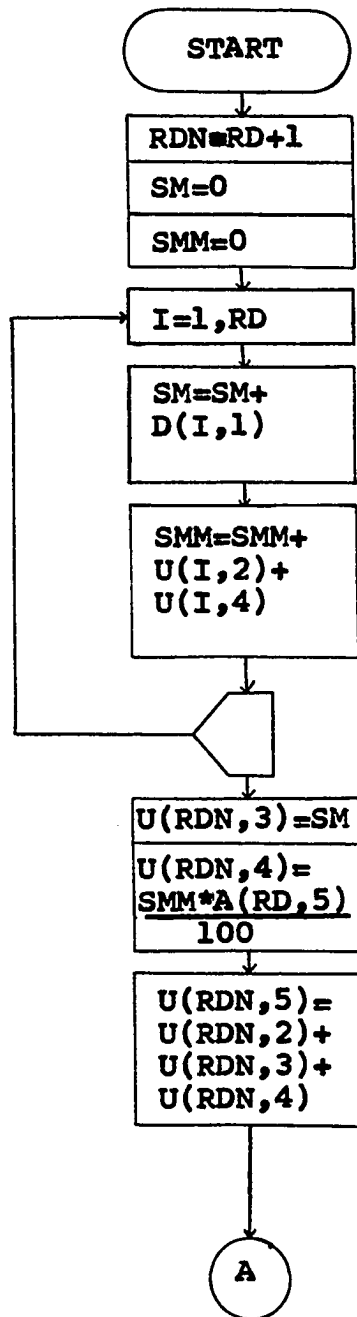 START
RDN=RD+1
SM=0
SMM=0
I=1,RD
SM=SM+
D(I,1)
SMM=SMM+
U(I,2)+
U(I,4)
U(RDN,3)=SM
U(RDN,4)=
SMM*A(RD,5)
100
U(RDN,5)=
U(RDN,2)+
U(RDN,3)+
U(RDN,4)
A